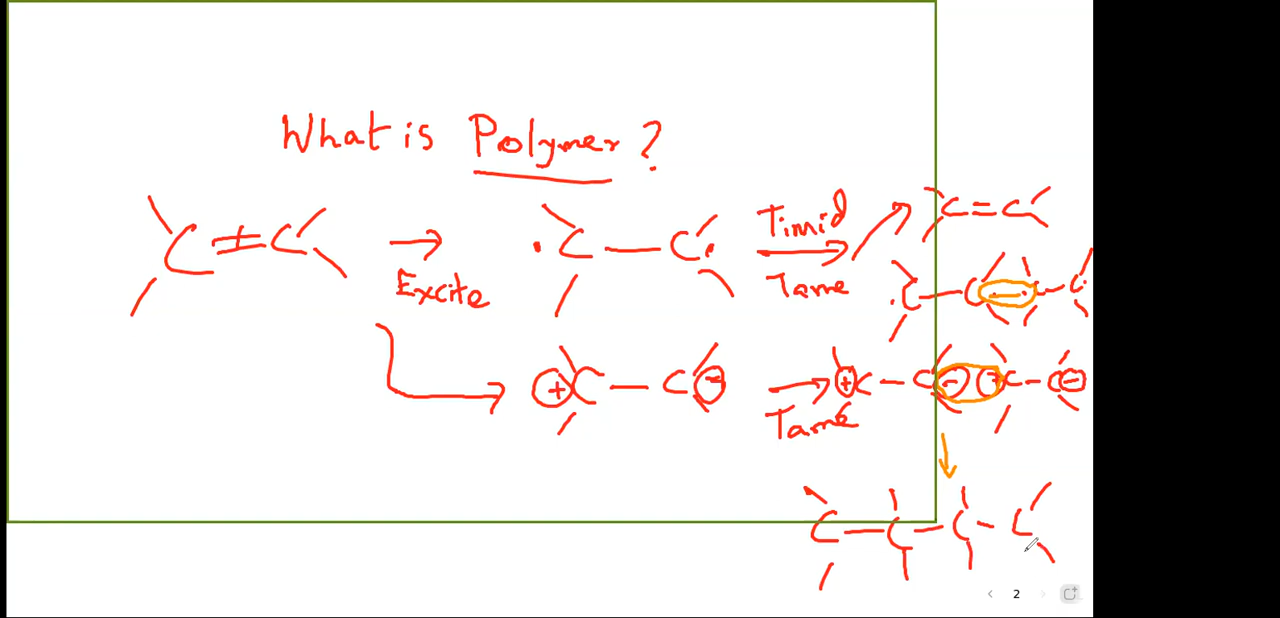 What is Polymer?
C=C
Excite
·C—C·
Timid
Tame
C=C
·C—C—C—C·
+C—C-
Tame
+C—C- +C—C-
C—C—C—C
2